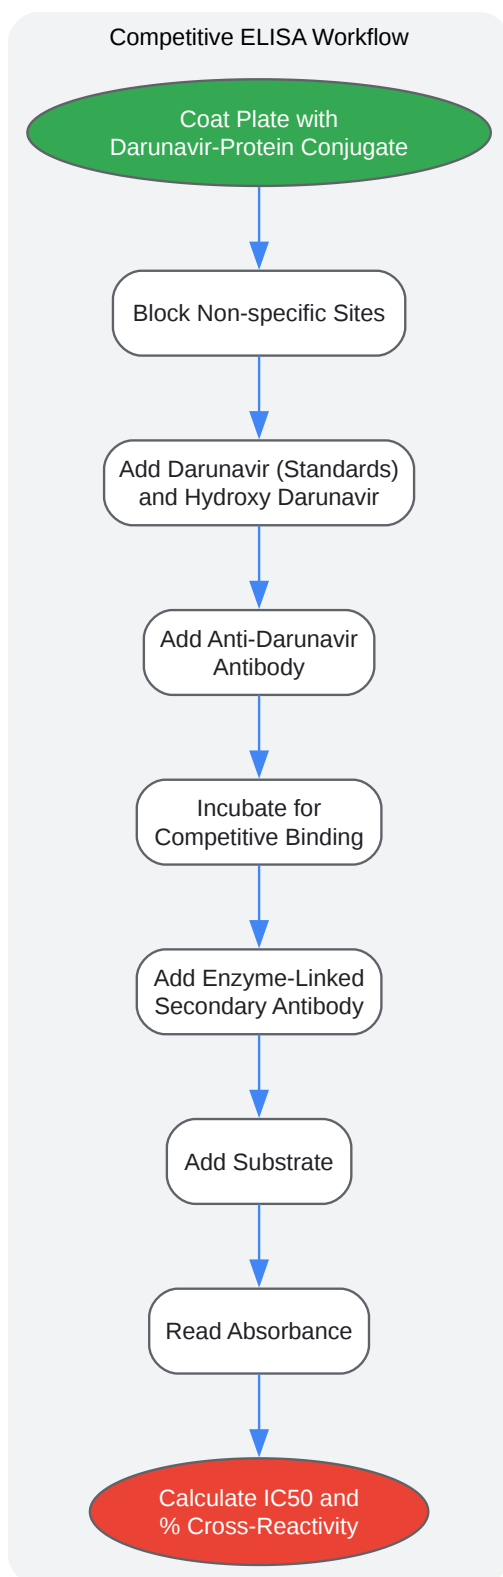 Competitive ELISA Workflow
Coat Plate with
Darunavir-Protein Conjugate
Block Non-specific Sites
Add Darunavir (Standards)
and Hydroxy Darunavir
Add Anti-Darunavir
Antibody
Incubate for
Competitive Binding
Add Enzyme-Linked
Secondary Antibody
Add Substrate
Read Absorbance
Calculate IC50 and
% Cross-Reactivity